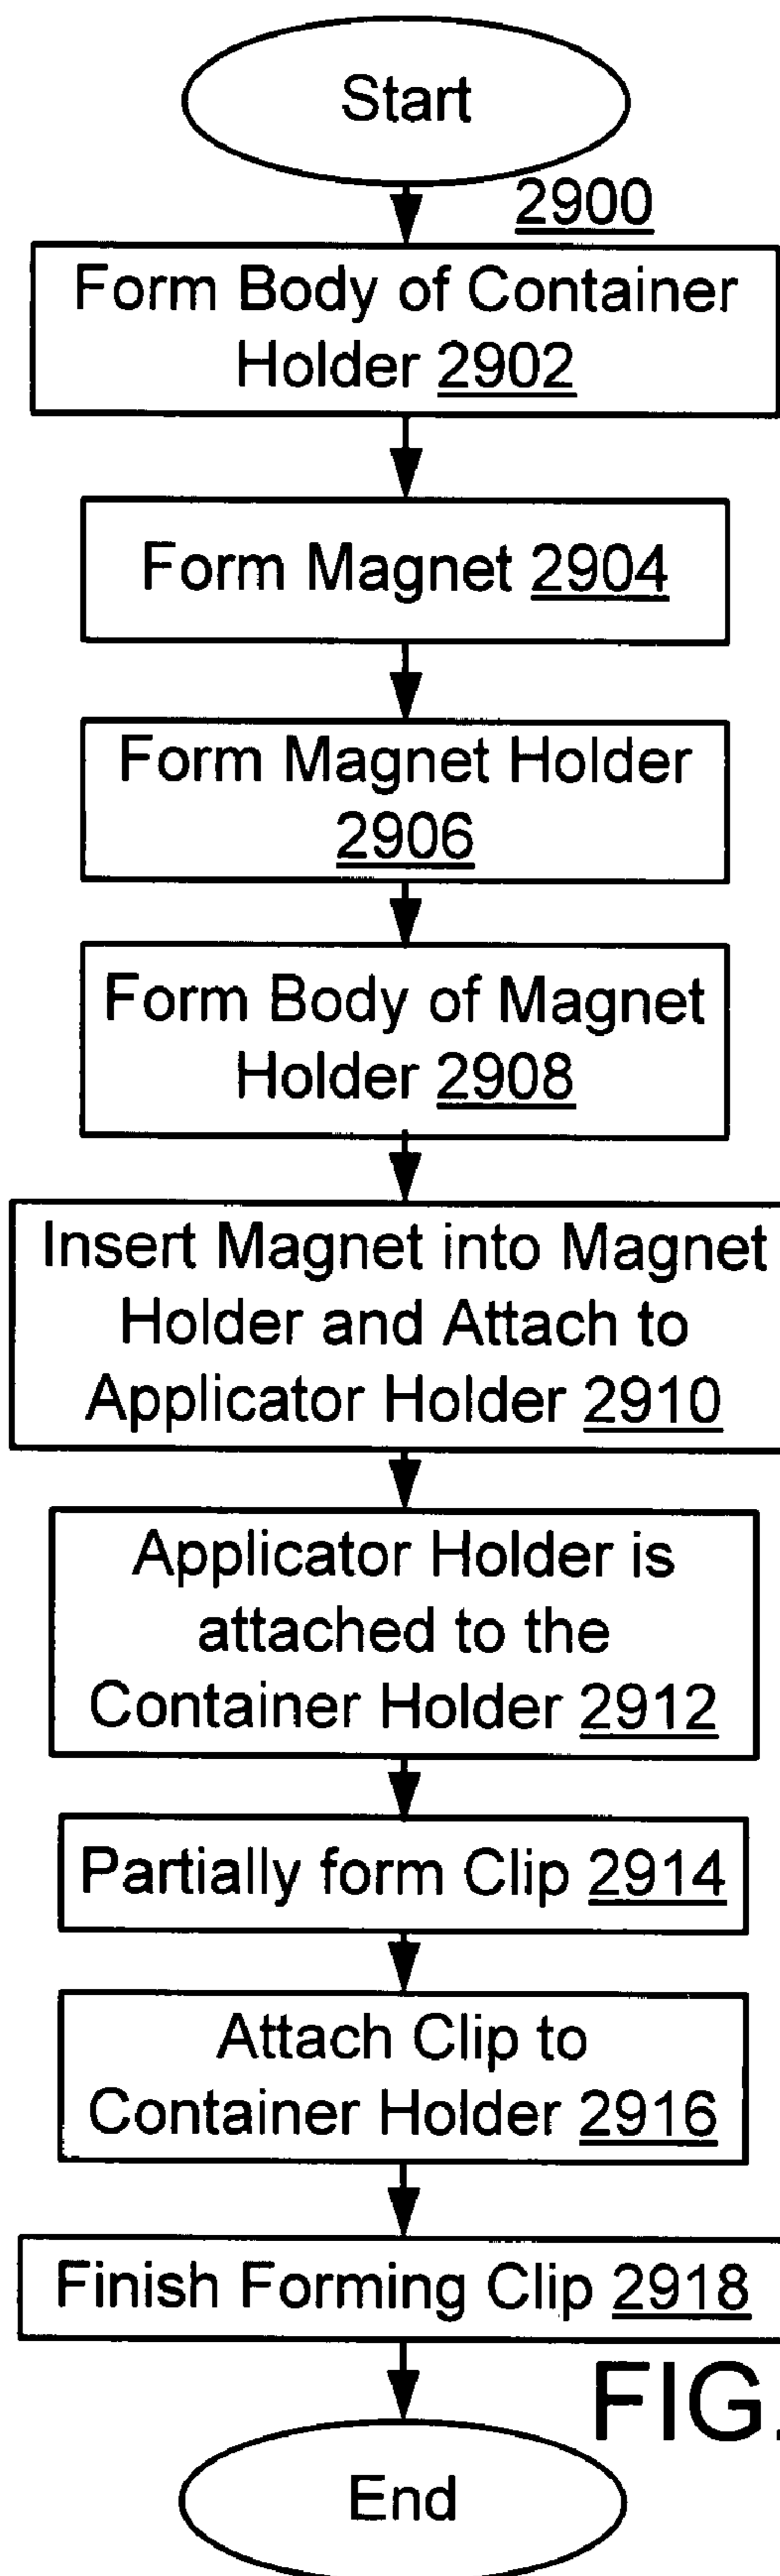 Start
2900
Form Body of Container
Holder 2902
Form Magnet 2904
Form Magnet Holder
2906
Form Body of Magnet
Holder 2908
Insert Magnet into Magnet
Holder and Attach to
Applicator Holder 2910
Applicator Holder is
attached to the
Container Holder 2912
Partially form Clip 2914
Attach Clip to
Container Holder 2916
Finish Forming Clip 2918
FIG.
End